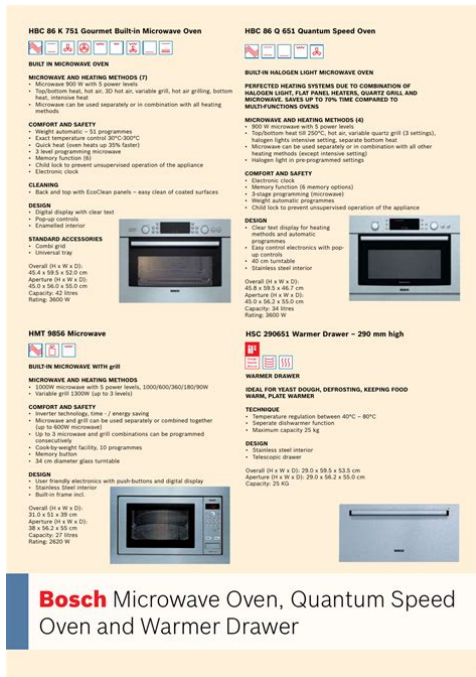 HBC 86 K 751 Gourmet Built-in Microwave Oven
BUILT IN MICROWAVE OVEN
MICROWAVE AND HEATING METHODS (7)
• Microwave 900 W with 5 power levels
• Top/bottom heat, hot air, 3D hot air, variable grill, hot air grilling, bottom
heat, intensive heat
• Microwave can be used separately or in combination with all heating
methods
COMFORT AND SAFETY
• Weight automatic – 51 programmes
• Exact temperature control 30°C-300°C
• Quick heat (oven heats up 35% faster)
• 3 level programming microwave
• Memory function (6)
• Child lock to prevent unsupervised operation of the appliance
• Electronic clock
CLEANING
• Back and top with EcoClean panels – easy clean of coated surfaces
DESIGN
• Digital display with clear text
• Pop-up controls
• Enamelled interior
STANDARD ACCESSORIES
• Combi grid
• Universal tray
Overall (H x W x D):
45.4 x 59.5 x 52.0 cm
Aperture (H x W x D):
45.0 x 56.0 x 55.0 cm
Capacity: 42 litres
Rating: 3600 W
HBC 86 Q 651 Quantum Speed Oven
BUILT-IN HALOGEN LIGHT MICROWAVE OVEN
PERFECTED HEATING SYSTEMS DUE TO COMBINATION OF
HALOGEN LIGHT, FLAT PANEL HEATERS, QUARTZ GRILL AND
MICROWAVE. SAVES UP TO 70% TIME COMPARED TO
MULTI-FUNCTIONS OVENS
MICROWAVE AND HEATING METHODS (4)
• 900 W microwave with 5 power levels
• Top/bottom heat till 250°C, hot air, variable quartz grill (3 settings),
halogen lights intensive setting, separate bottom heat
• Microwave can be used separately or in combination with all other
heating methods (except intensive setting)
• Halogen light in pre-programmed settings
COMFORT AND SAFETY
• Electronic clock
• Memory function (6 memory options)
• 3-stage programming (microwave)
• Weight automatic programmes
• Child lock to prevent unsupervised operation of the appliance
DESIGN
• Clear text display for heating
methods and automatic
programmes
• Easy control electronics with pop-
up controls
• 40 cm turntable
• Stainless steel interior
Overall (H x W x D):
45.8 x 59.5 x 46.7 cm
Aperture (H x W x D):
45.0 x 56.2 x 55.0 cm
Capacity: 34 litres
Rating: 3600 W
HMT 9856 Microwave
BUILT-IN MICROWAVE WITH grill
MICROWAVE AND HEATING METHODS
• 1000W microwave with 5 power levels, 1000/600/360/180/90W
• Variable grill 1300W (up to 3 levels)
COMFORT AND SAFETY
• Inverter technology, time - / energy saving
• Microwave and grill can be used separately or combined together
(up to 600W microwave)
• Up to 3 microwave and grill combinations can be programmed
consecutively
• Cook-by-weight facility, 10 programmes
• Memory button
• 34 cm diameter glass turntable
DESIGN
• User friendly electronics with push-buttons and digital display
• Stainless Steel interior
• Built-in frame incl.
Overall (H x W x D):
31.0 x 51 x 39 cm
Aperture (H x W x D):
38 x 56.2 x 55 cm
Capacity: 27 litres
Rating: 2620 W
HSC 290651 Warmer Drawer – 290 mm high
WARMER DRAWER
IDEAL FOR YEAST DOUGH, DEFROSTING, KEEPING FOOD
WARM, PLATE WARMER
TECHNIQUE
• Temperature regulation between 40°C – 80°C
• Seperate dishwarmer function
• Maximum capacity 25 kg
DESIGN
• Stainless steel interior
• Telescopic drawer
Overall (H x W x D): 29.0 x 59.5 x 53.5 cm
Aperture (H x W x D): 29.0 x 56.2 x 55.0 cm
Capacity: 25 KG
Bosch Microwave Oven, Quantum Speed
Oven and Warmer Drawer